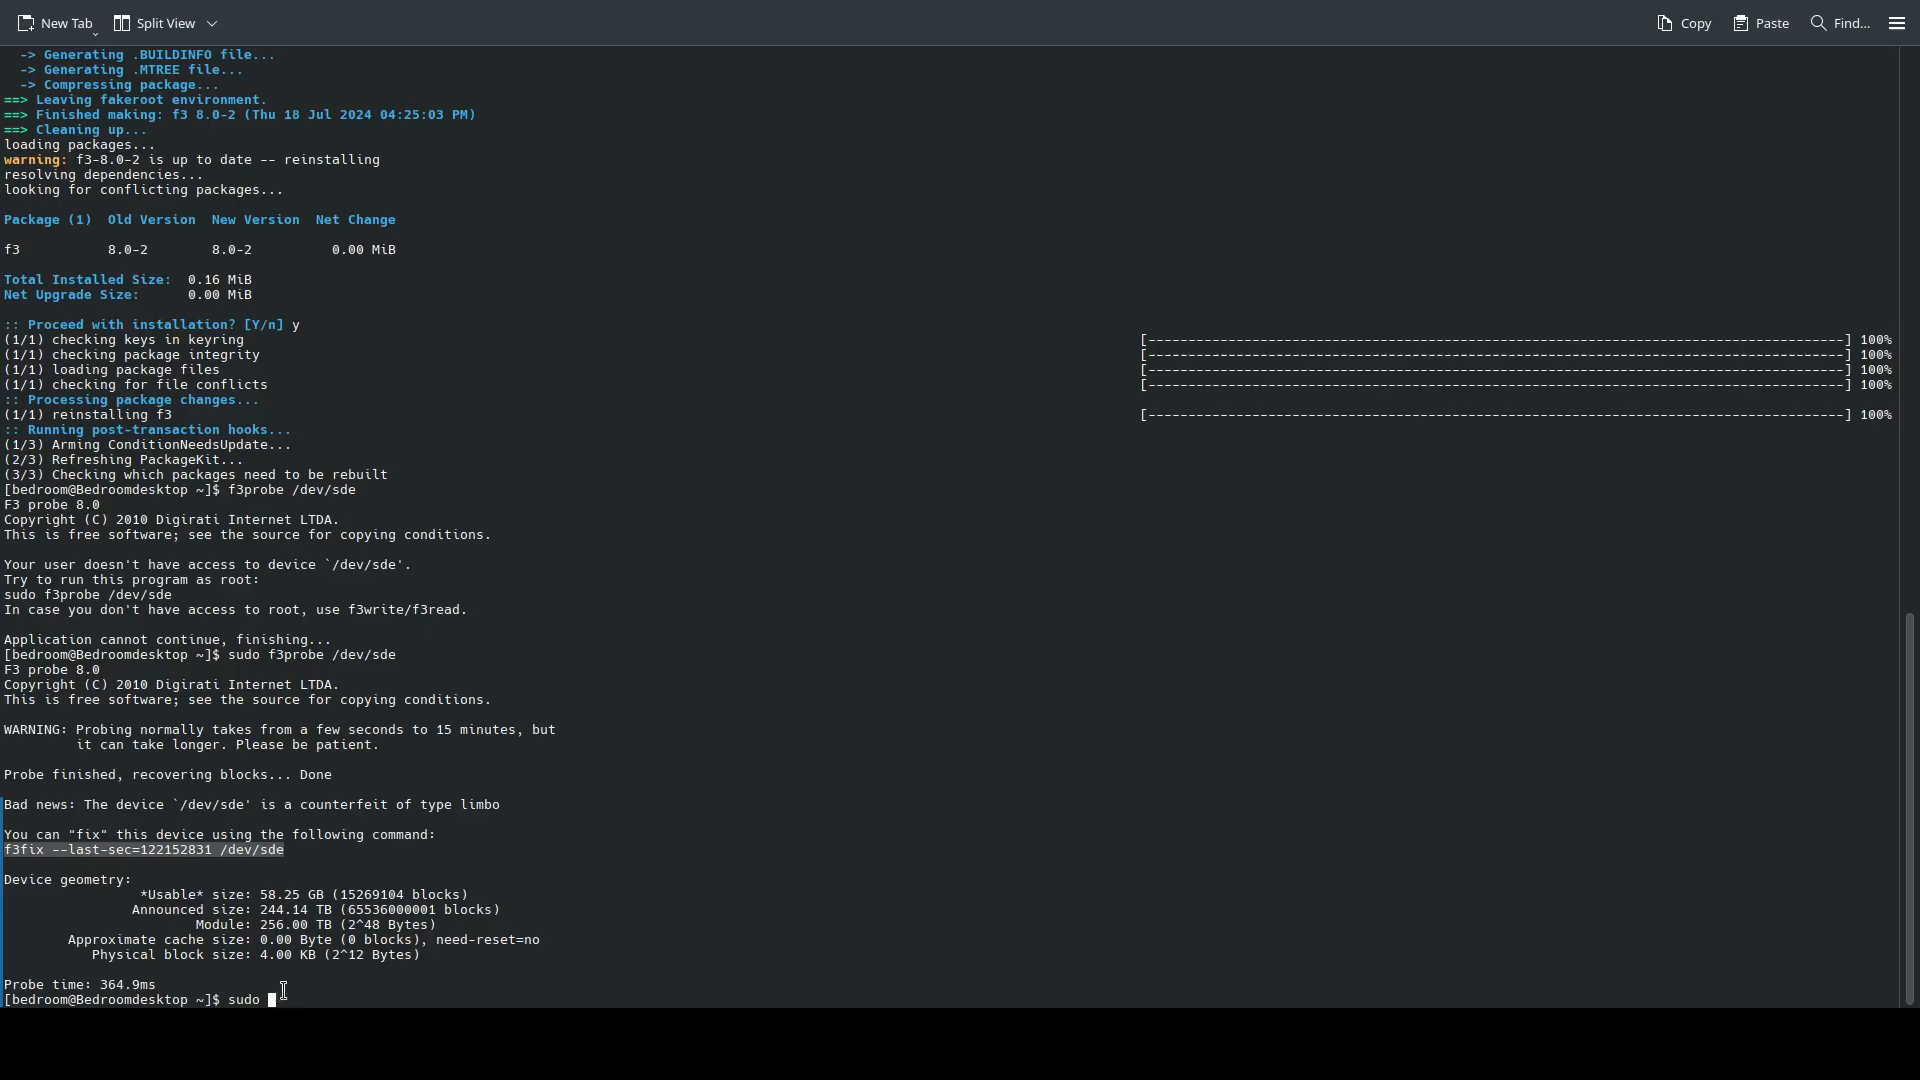 New Tab
Split View
Copy
Paste
Find...
-> Generating .BUILDINFO file...
-> Generating .MTREE file...
-> Compressing package...
==> Leaving fakeroot environment.
==> Finished making: f3 8.0-2 (Thu 18 Jul 2024 04:25:03 PM)
==> Cleaning up...
loading packages...
warning: f3-8.0-2 is up to date -- reinstalling
resolving dependencies...
looking for conflicting packages...
Package (1)  Old Version  New Version  Net Change
f3           8.0-2        8.0-2          0.00 MiB
Total Installed Size:  0.16 MiB
Net Upgrade Size:      0.00 MiB
:: Proceed with installation? [Y/n] y
(1/1) checking keys in keyring [---------------------------------------------------------------------------------------] 100%
(1/1) checking package integrity [---------------------------------------------------------------------------------------] 100%
(1/1) loading package files [---------------------------------------------------------------------------------------] 100%
(1/1) checking for file conflicts [---------------------------------------------------------------------------------------] 100%
:: Processing package changes...
(1/1) reinstalling f3 [---------------------------------------------------------------------------------------] 100%
:: Running post-transaction hooks...
(1/3) Arming ConditionNeedsUpdate...
(2/3) Refreshing PackageKit...
(3/3) Checking which packages need to be rebuilt
[bedroom@Bedroomdesktop ~]$ f3probe /dev/sde
F3 probe 8.0
Copyright (C) 2010 Digirati Internet LTDA.
This is free software; see the source for copying conditions.
Your user doesn't have access to device `/dev/sde'.
Try to run this program as root:
sudo f3probe /dev/sde
In case you don't have access to root, use f3write/f3read.
Application cannot continue, finishing...
[bedroom@Bedroomdesktop ~]$ sudo f3probe /dev/sde
F3 probe 8.0
Copyright (C) 2010 Digirati Internet LTDA.
This is free software; see the source for copying conditions.
WARNING: Probing normally takes from a few seconds to 15 minutes, but
it can take longer. Please be patient.
Probe finished, recovering blocks... Done
Bad news: The device `/dev/sde' is a counterfeit of type limbo
You can "fix" this device using the following command:
f3fix --last-sec=122152831 /dev/sde
Device geometry:
*Usable* size: 58.25 GB (15269104 blocks)
Announced size: 244.14 TB (65536000001 blocks)
Module: 256.00 TB (2^48 Bytes)
Approximate cache size: 0.00 Byte (0 blocks), need-reset=no
Physical block size: 4.00 KB (2^12 Bytes)
Probe time: 364.9ms
[bedroom@Bedroomdesktop ~]$ sudo